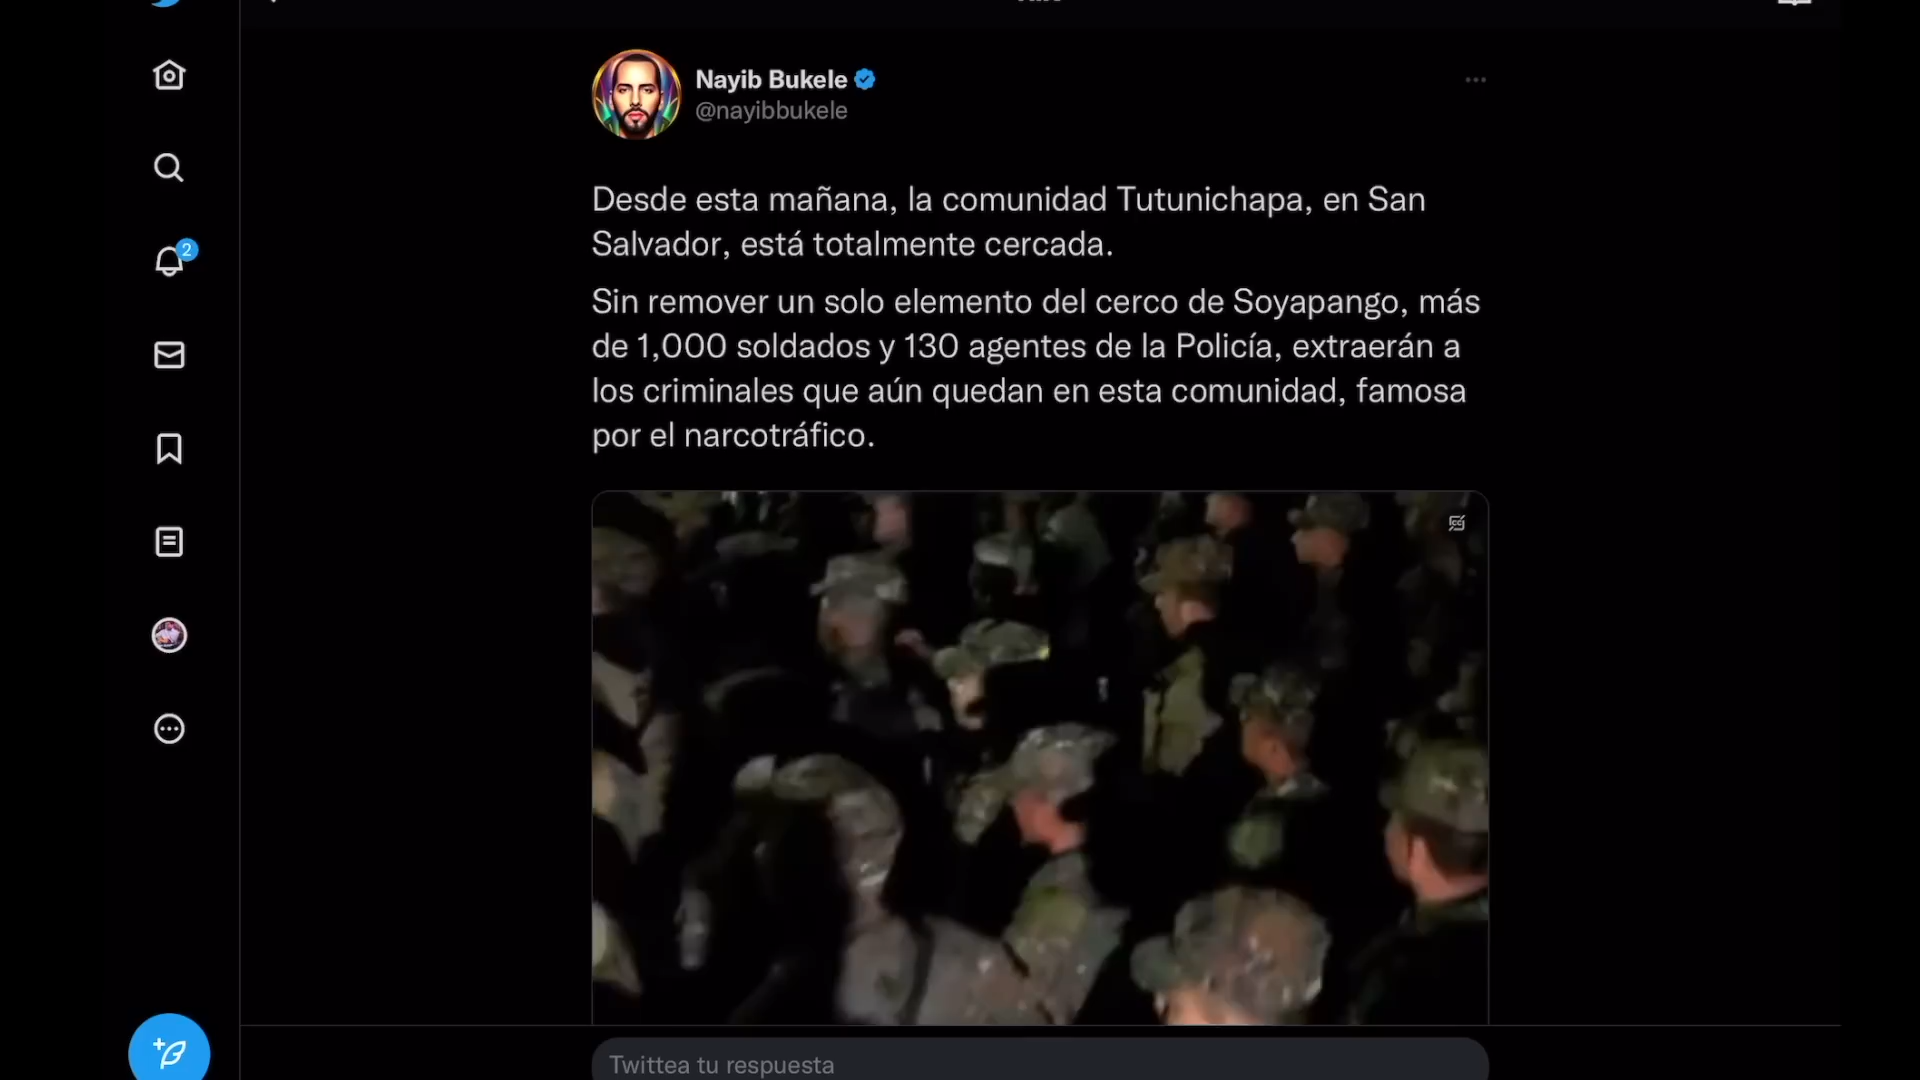 Nayib Bukele
@nayibbukele
2
Desde esta mañana, la comunidad Tutunichapa, en San
Salvador, está totalmente cercada.
Sin remover un solo elemento del cerco de Soyapango, más
de 1,000 soldados y 130 agentes de la Policía, extraerán a
los criminales que aún quedan en esta comunidad, famosa
por el narcotráfico.
Twittea tu respuesta